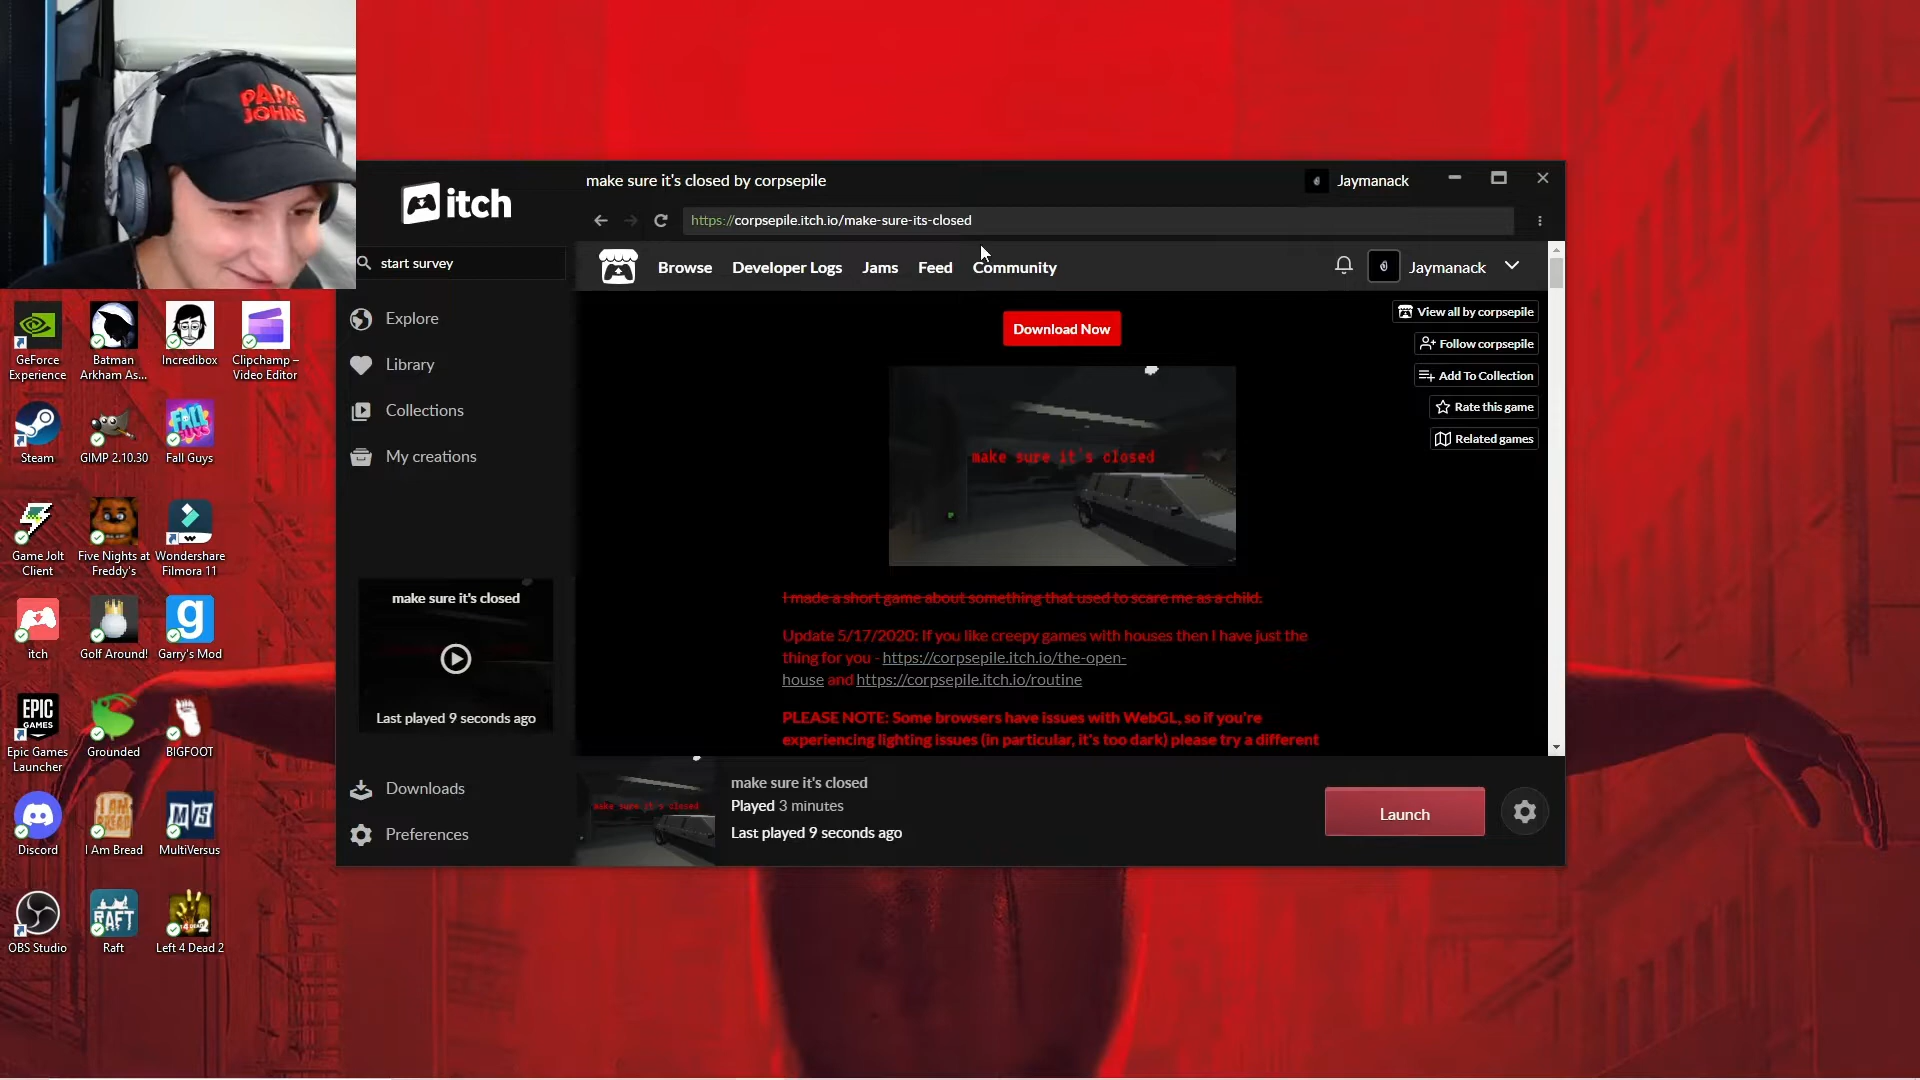 PAPA
JOHNS
itch
make sure it's closed by corpsepile
Jaymanack
https://corpsepile.itch.io/make-sure-its-closed
start survey
Browse
Developer Logs
Jams
Feed
Community
Jaymanack
Explore
Library
Collections
My creations
make sure it's closed
Last played 9 seconds ago
Downloads
Preferences
Download Now
View all by corpsepile
Follow corpsepile
Add To Collection
Rate this game
Related games
make sure it's closed
I made a short game about something that used to scare me as a child.
Update 5/17/2020: If you like creepy games with houses then I have just the
thing for you - https://corpsepile.itch.io/the-open-
house and https://corpsepile.itch.io/routine
PLEASE NOTE: Some browsers have issues with WebGL, so if you're
experiencing lighting issues (in particular, it's too dark) please try a different
make sure it's closed
make sure it's closed
Played 3 minutes
Last played 9 seconds ago
Launch
GeForce
Experience
Batman
Arkham As...
Incredibox
Clipchamp –
Video Editor
Steam
GIMP 2.10.30
FALL
GUYS
Fall Guys
Game Jolt
Client
Five Nights at
Freddy's
Wondershare
Filmora 11
itch
Golf Around!
g
Garry's Mod
EPIC
GAMES
Epic Games
Launcher
Grounded
BIGFOOT
Discord
I AM
BREAD
I Am Bread
MVS
MultiVersus
OBS Studio
RAFT
Raft
Left 4 Dead 2